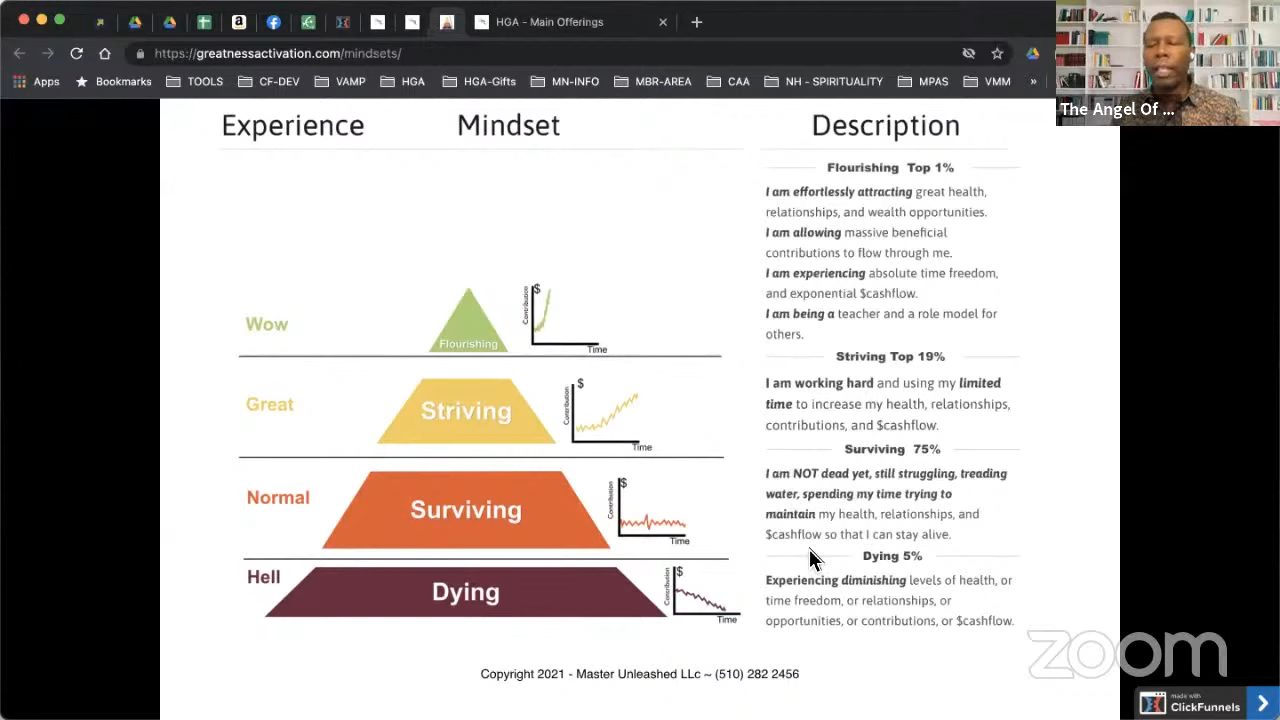 HGA - Main Offerings
https://greatnessactivation.com/mindsets/
Apps
Bookmarks
TOOLS
CF-DEV
VAMP
HGA
HGA-Gifts
MN-INFO
MBR-AREA
CAA
NH - SPIRITUALITY
MPAS
VMM
»
The Angel Of ...
Experience
Mindset
Description
Wow
Flourishing
$
Contribution
Time
Great
Striving
$
Contribution
Time
Normal
Surviving
$
Contribution
Time
Hell
Dying
$
Contribution
Time
Flourishing Top 1%
I am effortlessly attracting great health,
relationships, and wealth opportunities.
I am allowing massive beneficial
contributions to flow through me.
I am experiencing absolute time freedom,
and exponential $cashflow.
I am being a teacher and a role model for
others.
Striving Top 19%
I am working hard and using my limited
time to increase my health, relationships,
contributions, and $cashflow.
Surviving 75%
I am NOT dead yet, still struggling, treading
water, spending my time trying to
maintain my health, relationships, and
$cashflow so that I can stay alive.
Dying 5%
Experiencing diminishing levels of health, or
time freedom, or relationships, or
opportunities, or contributions, or $cashflow.
Copyright 2021 - Master Unleashed LLc ~ (510) 282 2456
zoom
made with
ClickFunnels